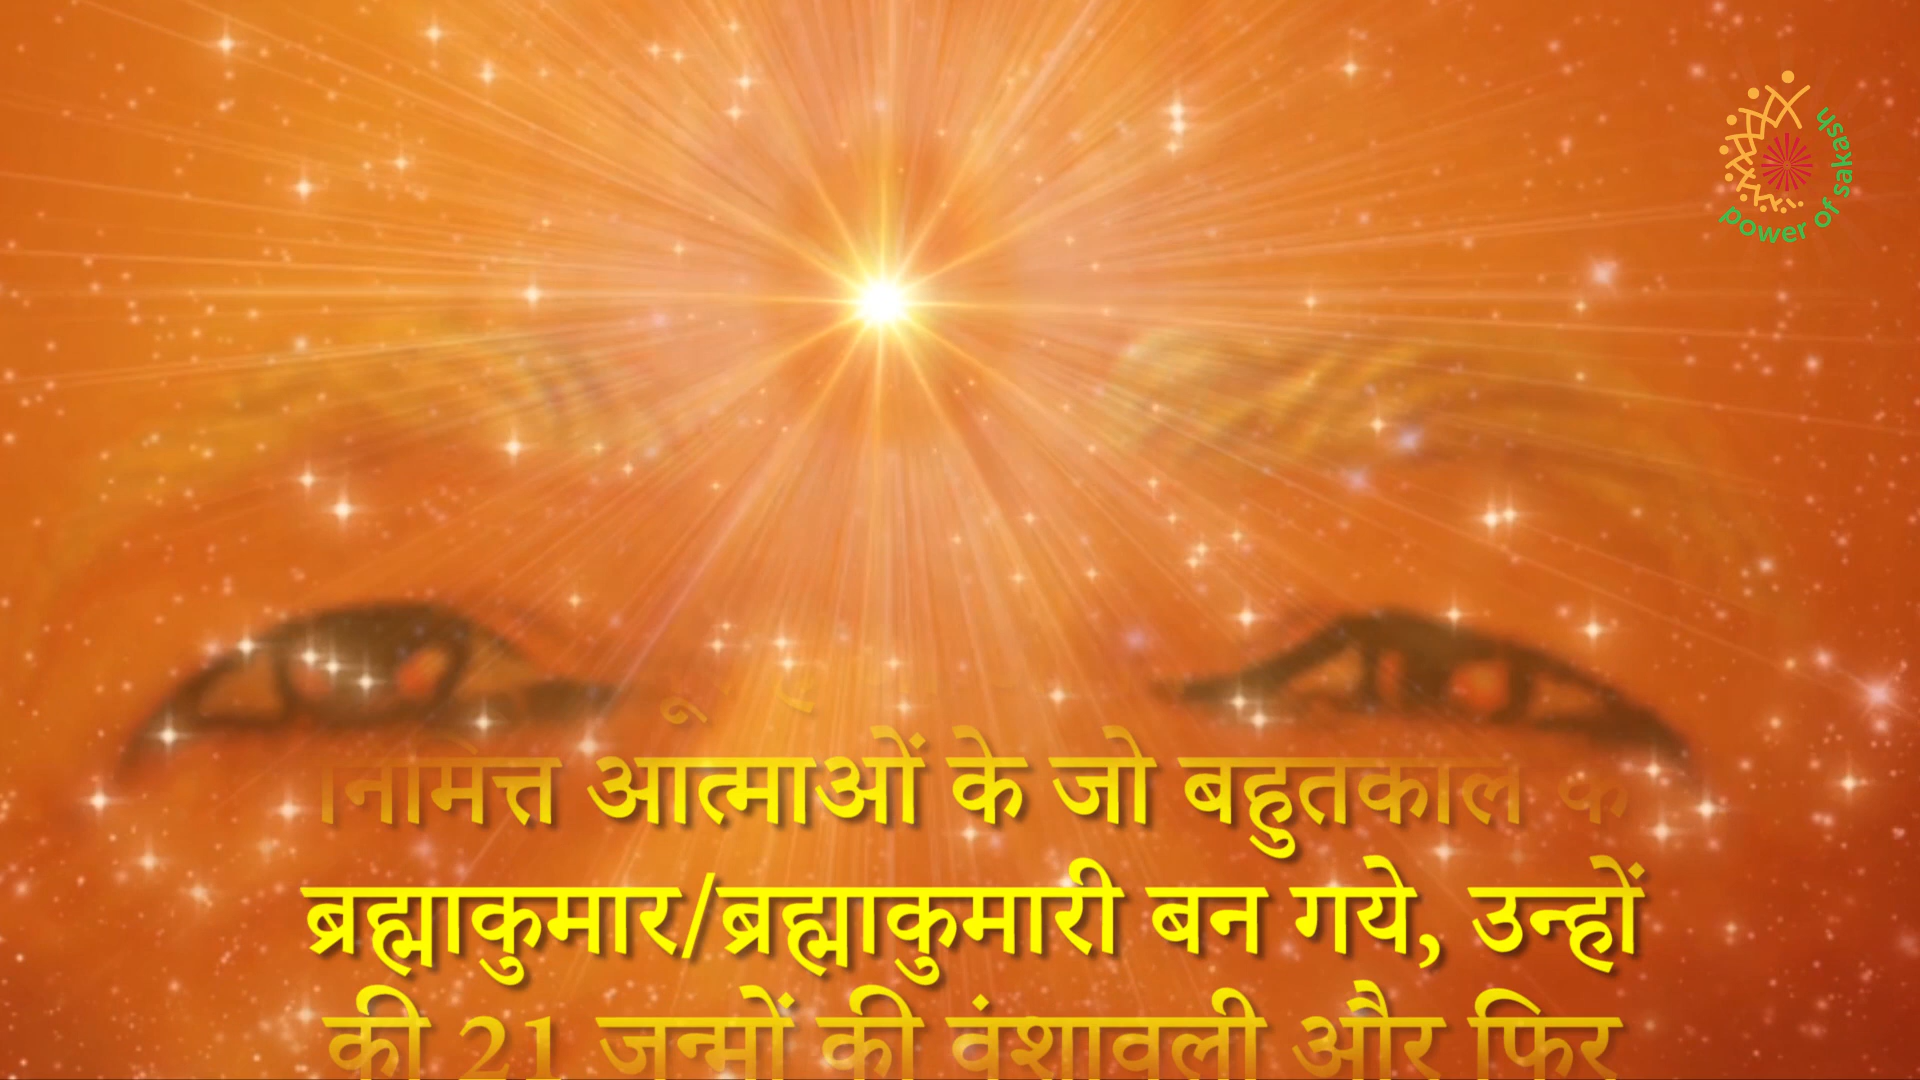 power of sakash
निमित्त आत्माओं के जो बहुतकाल के
ब्रह्माकुमार/ब्रह्माकुमारी बन गये, उन्हों
की 21 जन्मों की वंशावली और फिर